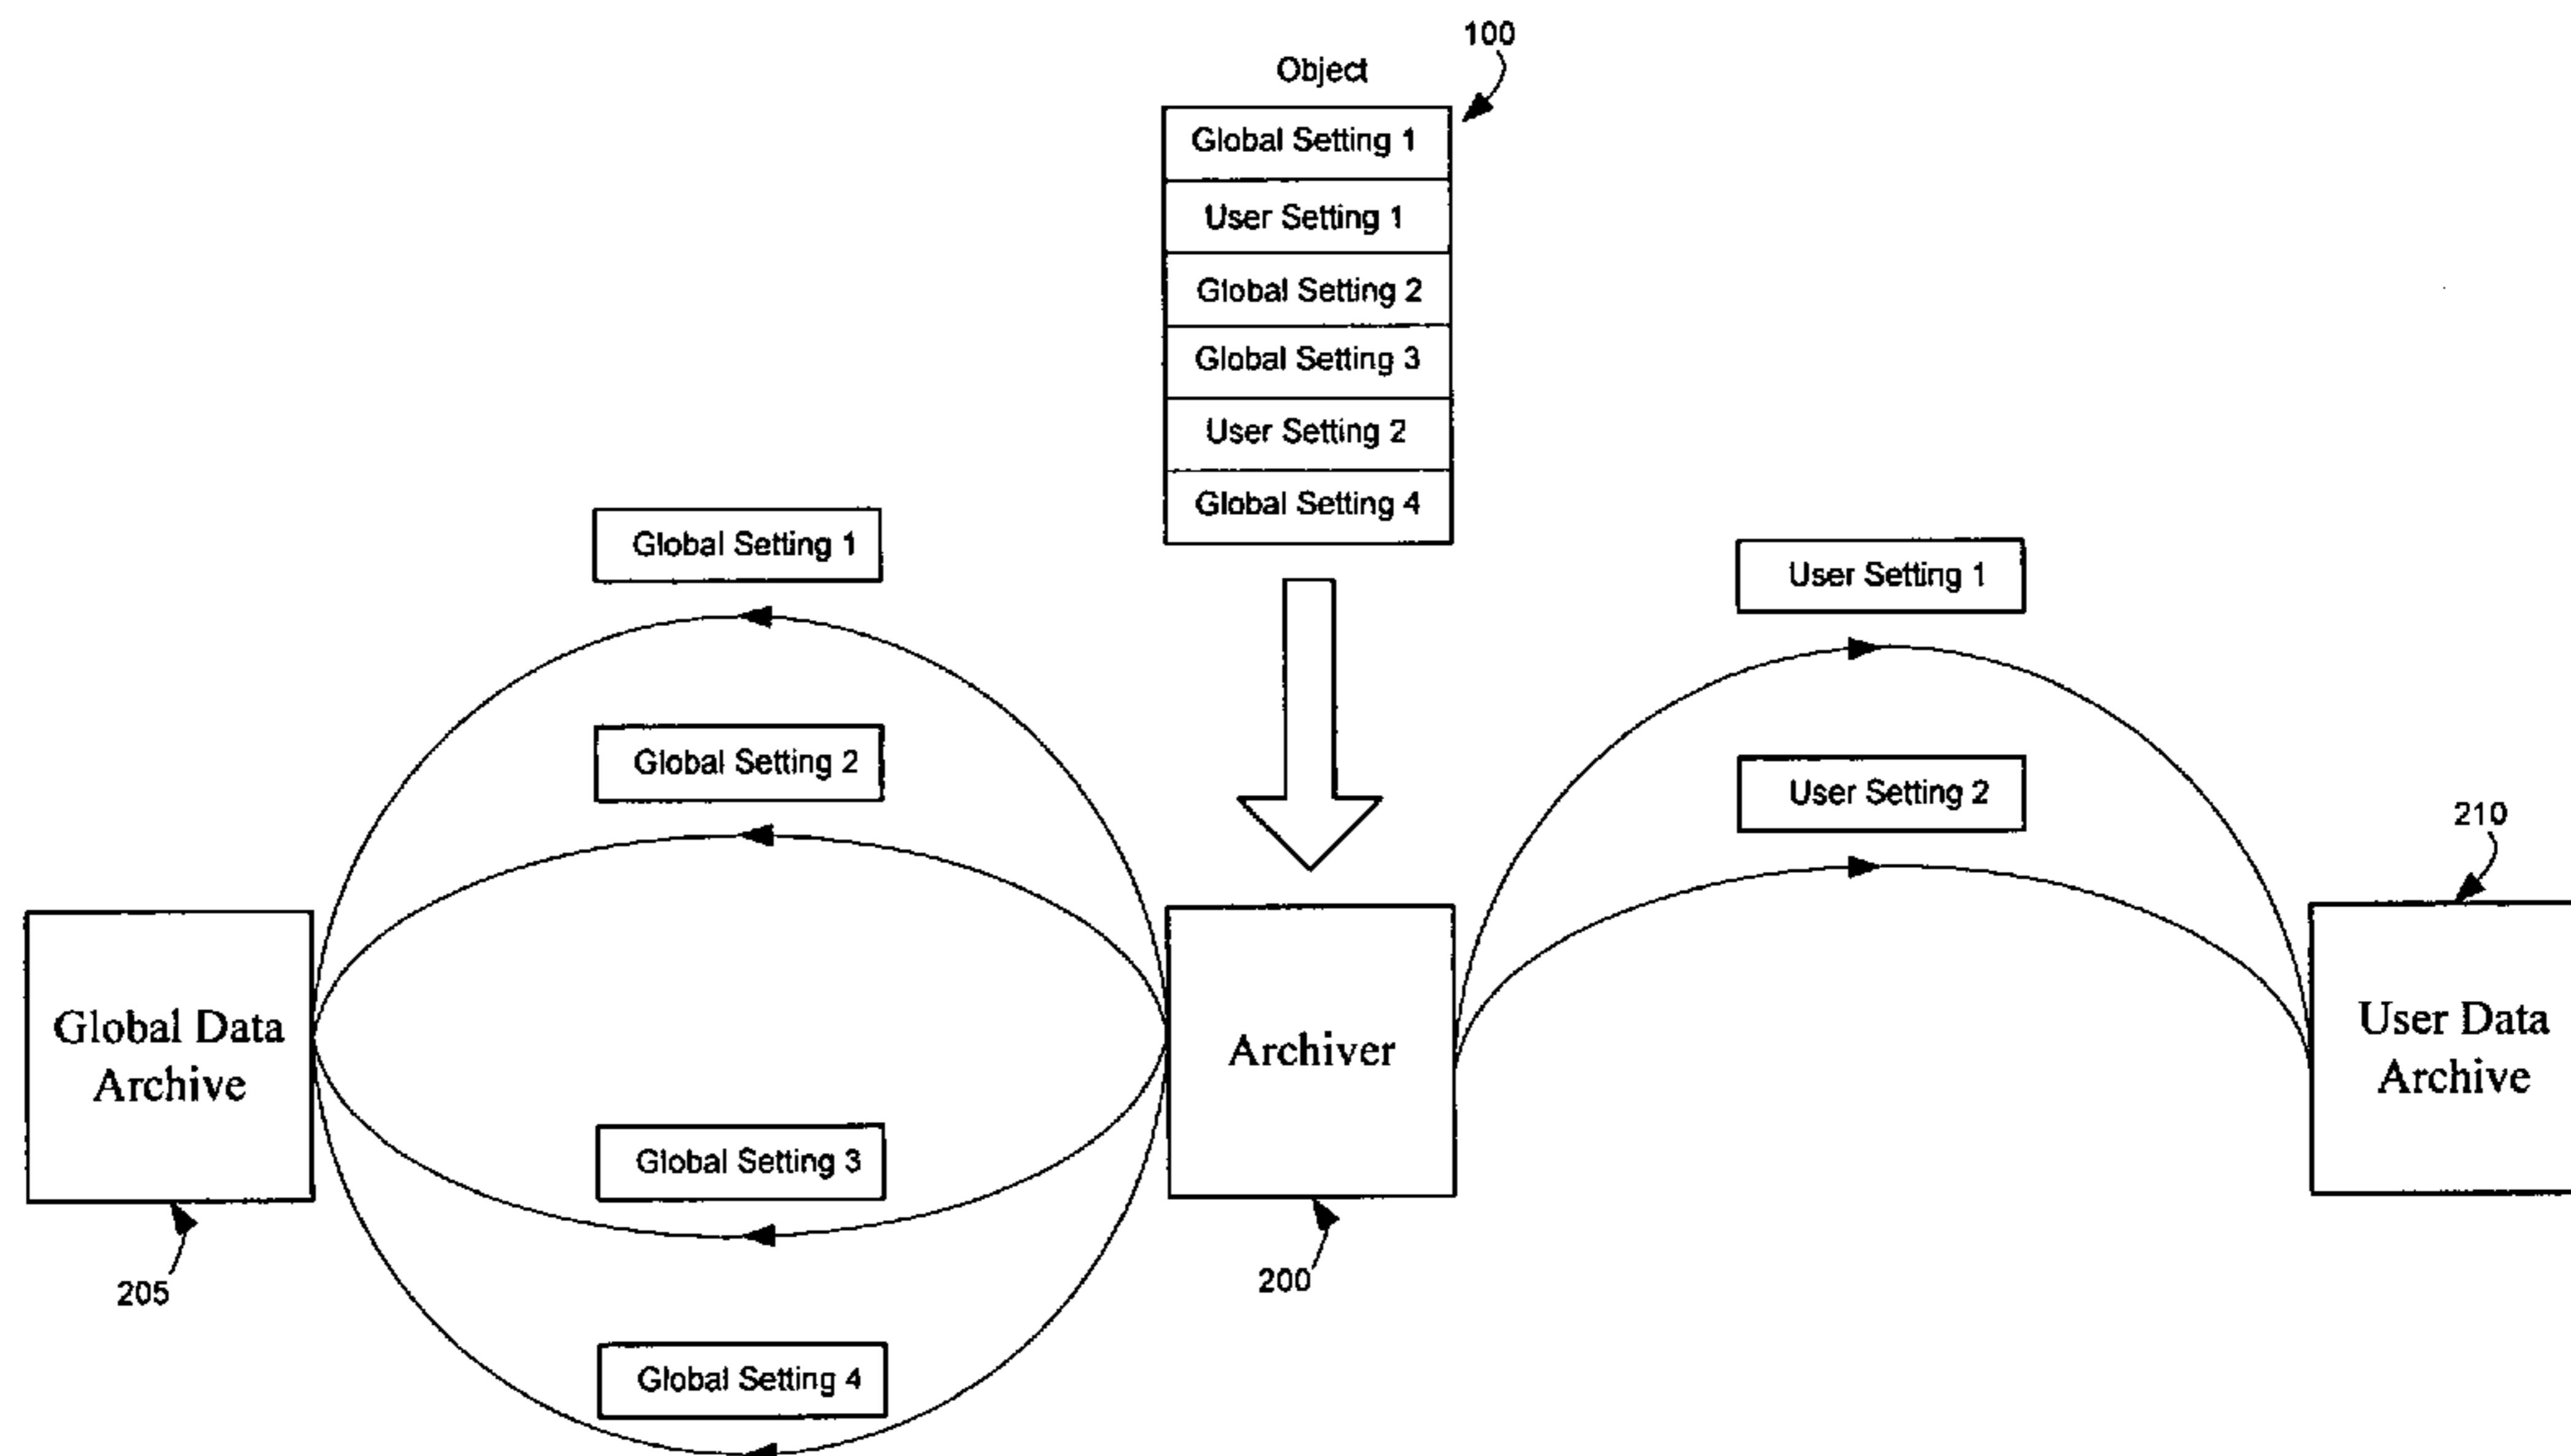 100
Object
Global Setting 1
User Setting 1
Global Setting 2
Global Setting 3
User Setting 2
Global Setting 4
Global Setting 1
Global Setting 2
Global Setting 3
Global Setting 4
User Setting 1
User Setting 2
210
Global Data
Archive
205
Archiver
200
User Data
Archive